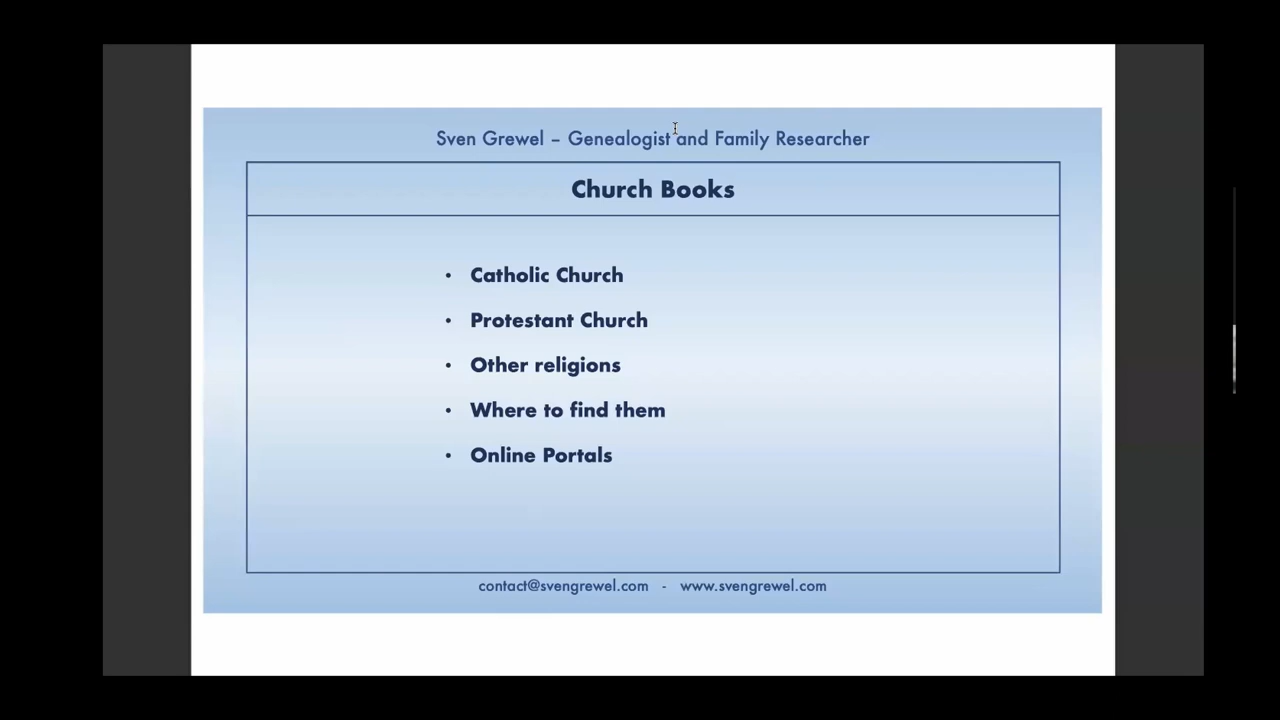 Sven Grewel – Genealogist and Family Researcher
Church Books
• Catholic Church
• Protestant Church
• Other religions
• Where to find them
• Online Portals
contact@svengrewel.com - www.svengrewel.com